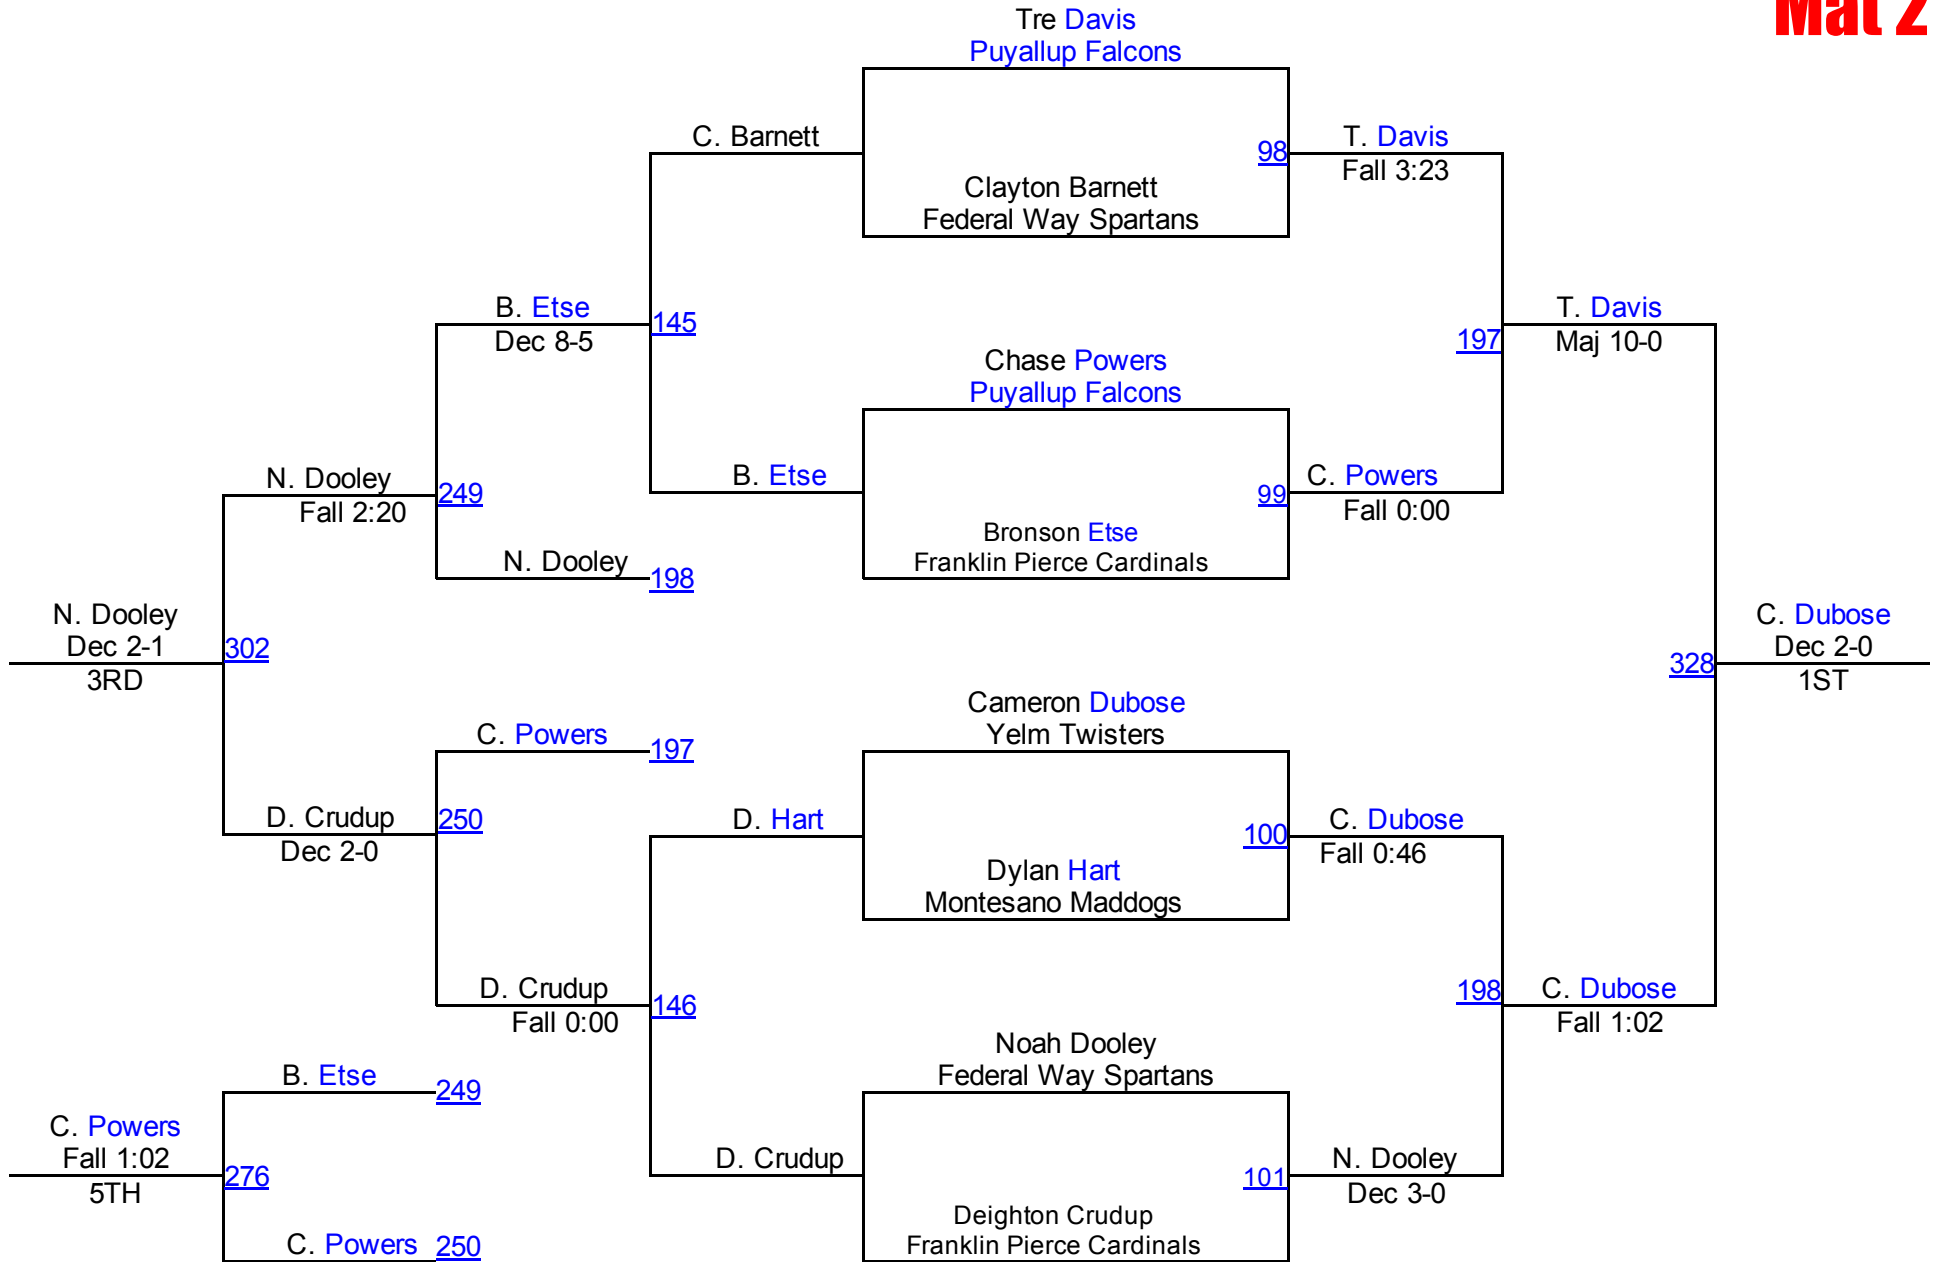 Mat 2
Tre Davis
Puyallup Falcons
C. Barnett
98
T. Davis
Fall 3:23
Clayton Barnett
Federal Way Spartans
B. Etse
Dec 8-5
145
T. Davis
Maj 10-0
197
Chase Powers
Puyallup Falcons
N. Dooley
Fall 2:20
249
B. Etse
99
C. Powers
Fall 0:00
Bronson Etse
Franklin Pierce Cardinals
N. Dooley
198
N. Dooley
Dec 2-1
3RD
302
C. Dubose
Dec 2-0
1ST
328
Cameron Dubose
Yelm Twisters
C. Powers
197
D. Crudup
Dec 2-0
250
D. Hart
100
C. Dubose
Fall 0:46
Dylan Hart
Montesano Maddogs
D. Crudup
Fall 0:00
146
198
C. Dubose
Fall 1:02
Noah Dooley
Federal Way Spartans
B. Etse
249
C. Powers
Fall 1:02
5TH
276
D. Crudup
101
N. Dooley
Dec 3-0
Deighton Crudup
Franklin Pierce Cardinals
C. Powers
250